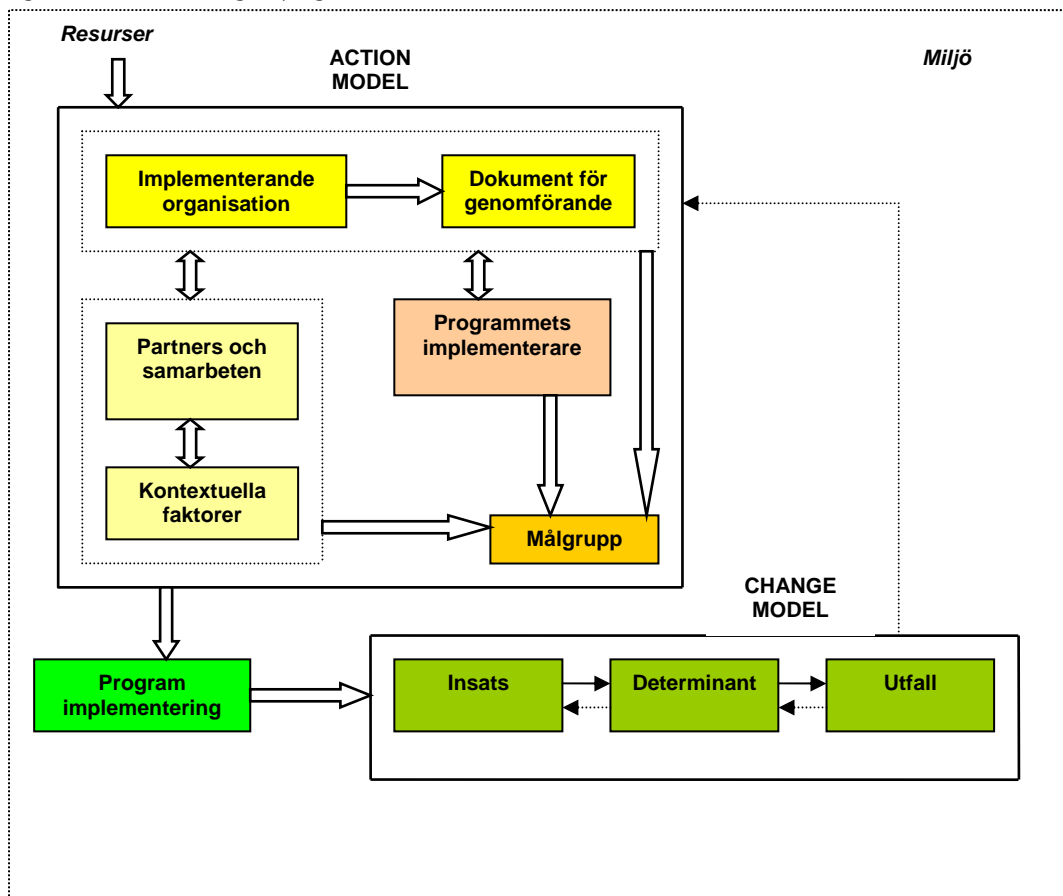 Resurser
ACTION
MODEL
Miljö
Implementerande
organisation
Dokument för
genomförande
Partners och
samarbeten
Programmets
implementerare
Kontextuella
faktorer
Målgrupp
CHANGE
MODEL
Program
implementering
Insats
Determinant
Utfall